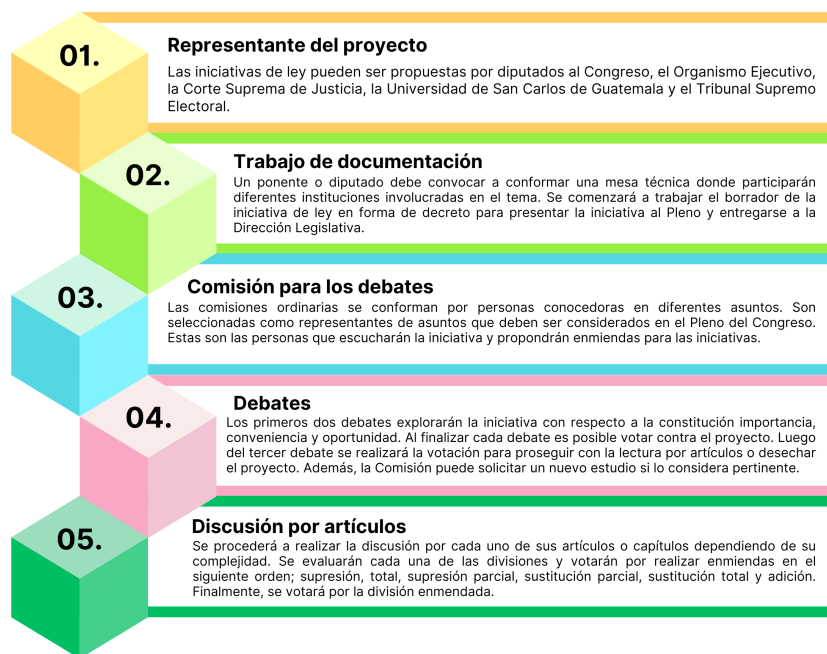 01.
Representante del proyecto
Las iniciativas de ley pueden ser propuestas por diputados al Congreso, el Organismo Ejecutivo,
la Corte Suprema de Justicia, la Universidad de San Carlos de Guatemala y el Tribunal Supremo
Electoral.
02.
Trabajo de documentación
Un ponente o diputado debe convocar a conformar una mesa técnica donde participarán
diferentes instituciones involucradas en el tema. Se comenzará a trabajar el borrador de la
iniciativa de ley en forma de decreto para presentar la iniciativa al Pleno y entregarse a la
Dirección Legislativa.
03.
Comisión para los debates
Las comisiones ordinarias se conforman por personas conocedoras en diferentes asuntos. Son
seleccionadas como representantes de asuntos que deben ser considerados en el Pleno del Congreso.
Estas son las personas que escucharán la iniciativa y propondrán enmiendas para las iniciativas.
04.
Debates
Los primeros dos debates explorarán la iniciativa con respecto a la constitución importancia,
conveniencia y oportunidad. Al finalizar cada debate es posible votar contra el proyecto. Luego
del tercer debate se realizará la votación para proseguir con la lectura por artículos o desechar
el proyecto. Además, la Comisión puede solicitar un nuevo estudio si lo considera pertinente.
05.
Discusión por artículos
Se procederá a realizar la discusión por cada uno de sus artículos o capítulos dependiendo de su
complejidad. Se evaluarán cada una de las divisiones y votarán por realizar enmiendas en el
siguiente orden; supresión, total, supresión parcial, sustitución parcial, sustitución total y adición.
Finalmente, se votará por la división enmendada.